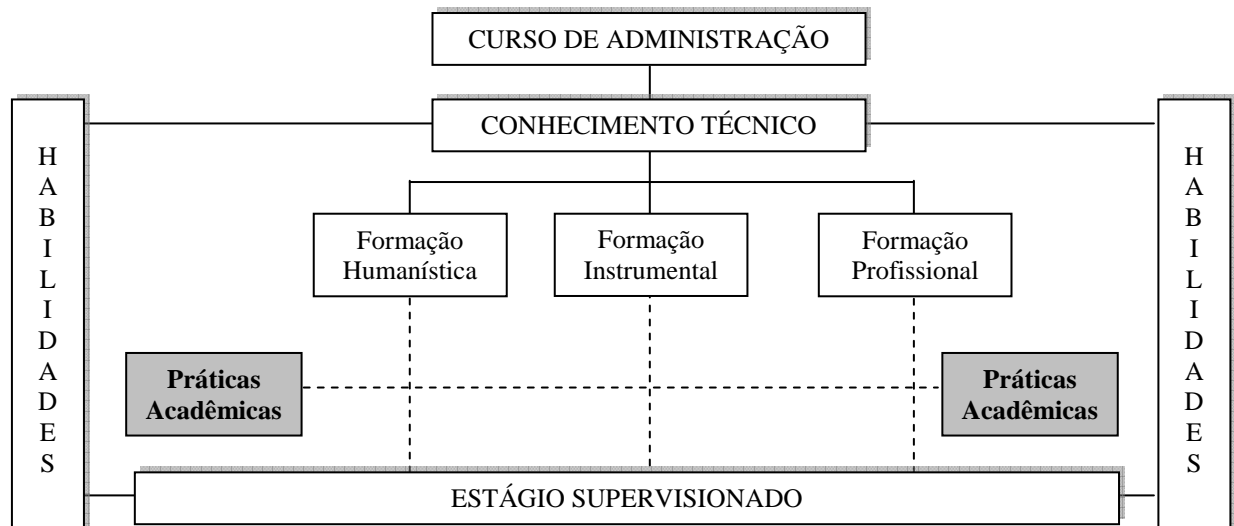 CURSO DE ADMINISTRAÇÃO
CONHECIMENTO TÉCNICO
H
A
B
I
L
I
D
A
D
E
S
Formação
Humanística
Formação
Instrumental
Formação
Profissional
Práticas
Acadêmicas
Práticas
Acadêmicas
ESTÁGIO SUPERVISIONADO
H
A
B
I
L
I
D
A
D
E
S